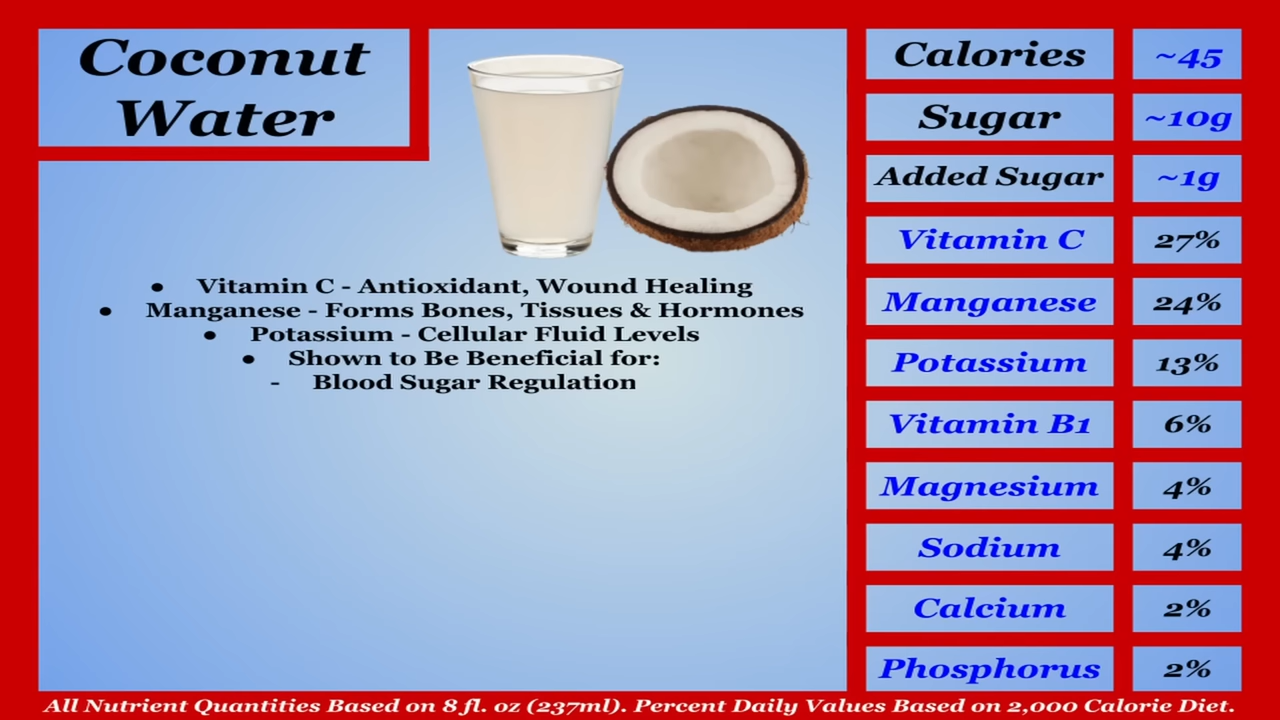 Coconut
Water
● Vitamin C - Antioxidant, Wound Healing
● Manganese - Forms Bones, Tissues & Hormones
● Potassium - Cellular Fluid Levels
● Shown to Be Beneficial for:
- Blood Sugar Regulation
Calories ~45
Sugar ~10g
Added Sugar ~1g
Vitamin C 27%
Manganese 24%
Potassium 13%
Vitamin B1 6%
Magnesium 4%
Sodium 4%
Calcium 2%
Phosphorus 2%
All Nutrient Quantities Based on 8 fl. oz (237ml). Percent Daily Values Based on 2,000 Calorie Diet.